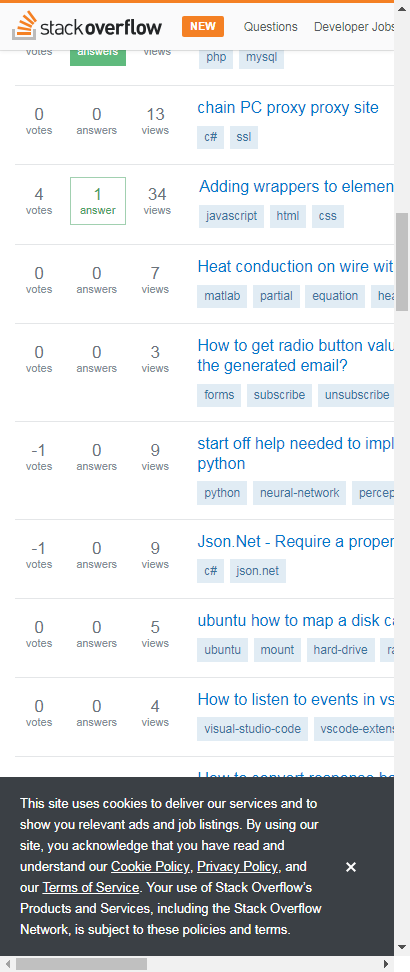 stackoverflow NEW Questions Developer Jobs
votes answers views php mysql
0 votes 0 answers 13 views chain PC proxy proxy site
c# ssl
4 votes 1 answer 34 views Adding wrappers to elemen
javascript html css
0 votes 0 answers 7 views Heat conduction on wire wit
matlab partial equation hea
0 votes 0 answers 3 views How to get radio button valu
the generated email?
forms subscribe unsubscribe
-1 votes 0 answers 9 views start off help needed to impl
python
python neural-network percep
-1 votes 0 answers 9 views Json.Net - Require a proper
c# json.net
0 votes 0 answers 5 views ubuntu how to map a disk ca
ubuntu mount hard-drive ra
0 votes 0 answers 4 views How to listen to events in vs
visual-studio-code vscode-exten
This site uses cookies to deliver our services and to
show you relevant ads and job listings. By using our
site, you acknowledge that you have read and
understand our Cookie Policy, Privacy Policy, and
our Terms of Service. Your use of Stack Overflow's
Products and Services, including the Stack Overflow
Network, is subject to these policies and terms.